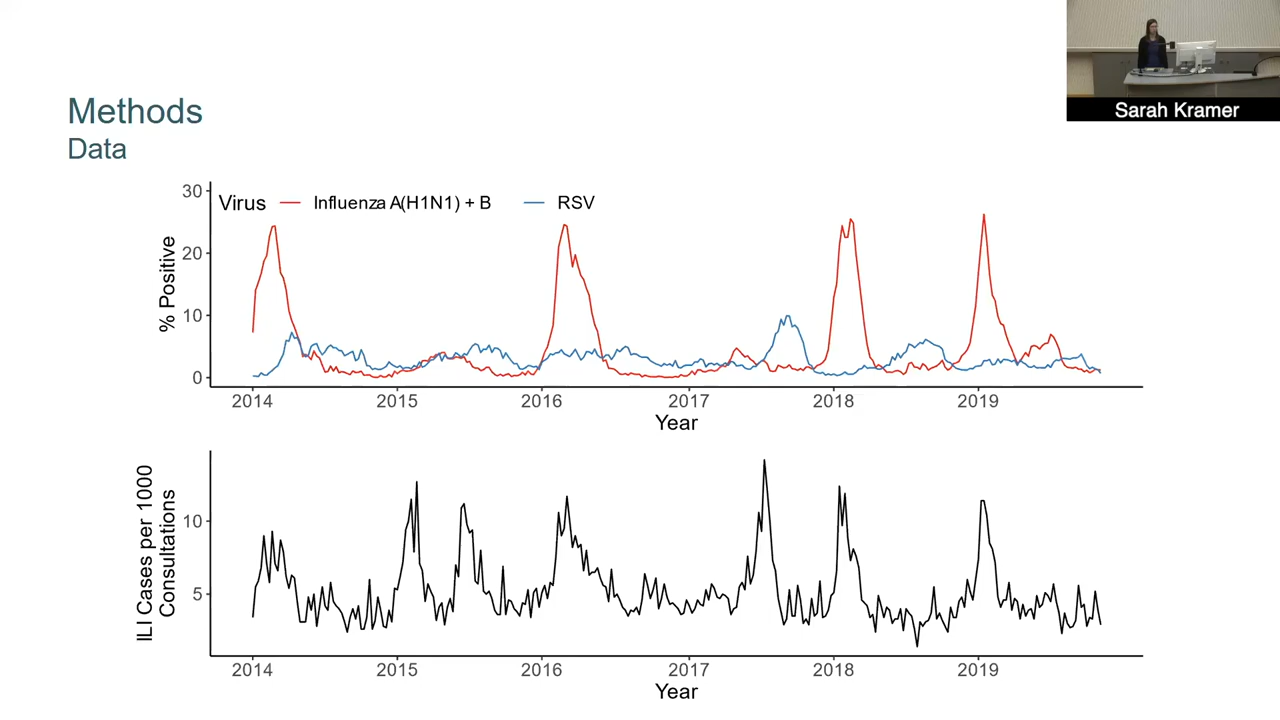 Sarah Kramer
Methods
Data
Virus Influenza A(H1N1) + B RSV
% Positive
30
20
10
0
2014 2015 2016 2017 2018 2019
Year
ILI Cases per 1000
Consultations
10
5
2014 2015 2016 2017 2018 2019
Year